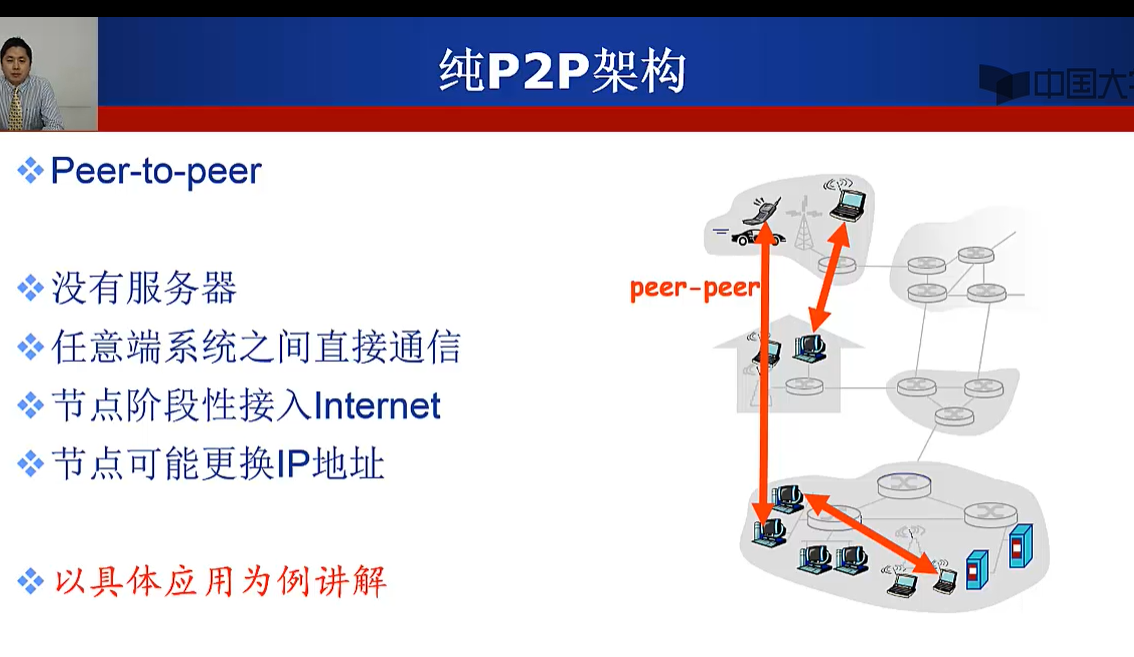 纯P2P架构
中国大
Peer-to-peer
没有服务器
任意端系统之间直接通信
节点阶段性接入Internet
节点可能更换IP地址
以具体应用为例讲解
peer-peer